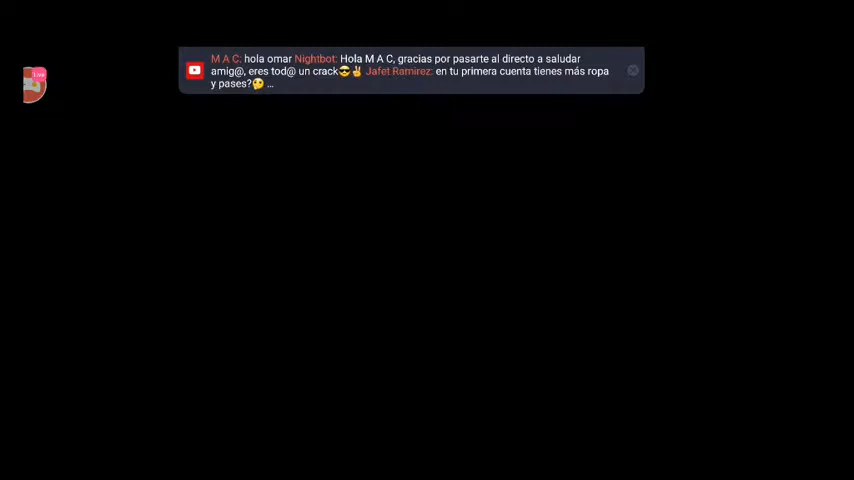 Live
M A C: hola omar Nightbot: Hola M A C, gracias por pasarte al directo a saludar
amig@, eres tod@ un crack😎✌ Jafet Ramirez: en tu primera cuenta tienes más ropa
y pases?🤔 ...